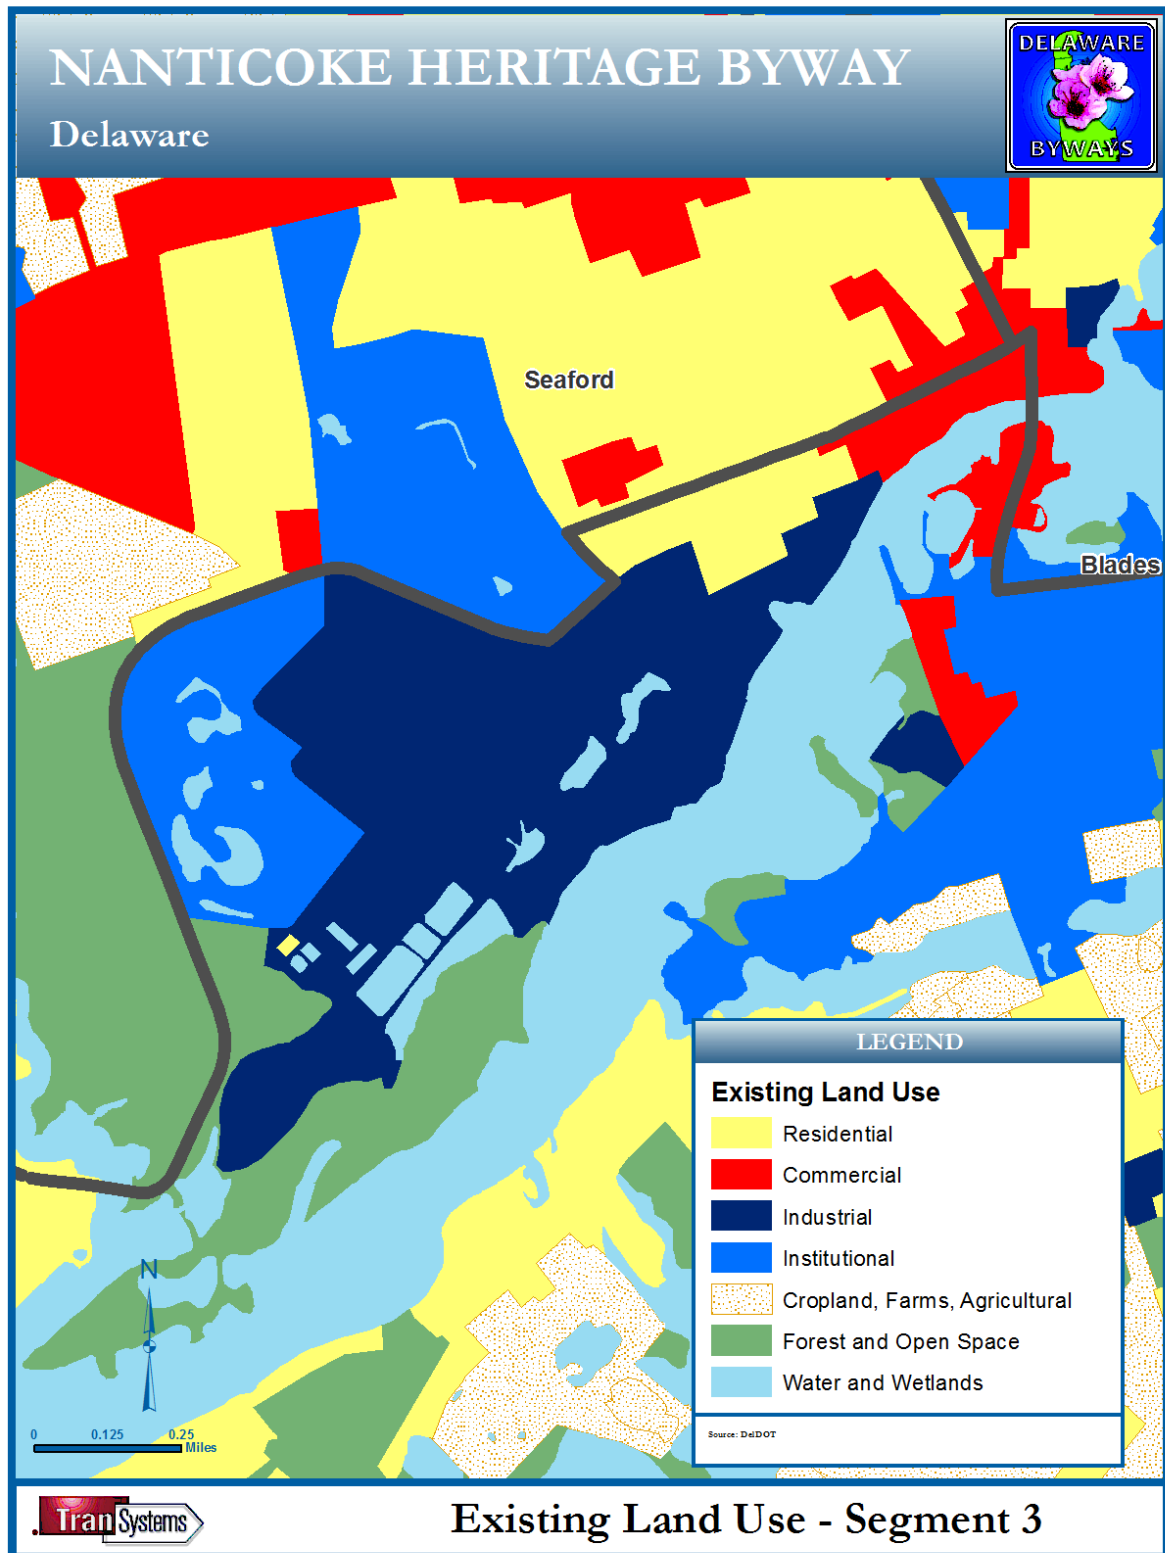 NANTICOKE HERITAGE BYWAY
Delaware
DELAWARE
BYWAYS
Seaford
Blades
LEGEND
Existing Land Use
Residential
Commercial
Industrial
Institutional
Cropland, Farms, Agricultural
Forest and Open Space
Water and Wetlands
Source: DelDOT
N
0 0.125 0.25
Miles
TranSystems
Existing Land Use - Segment 3